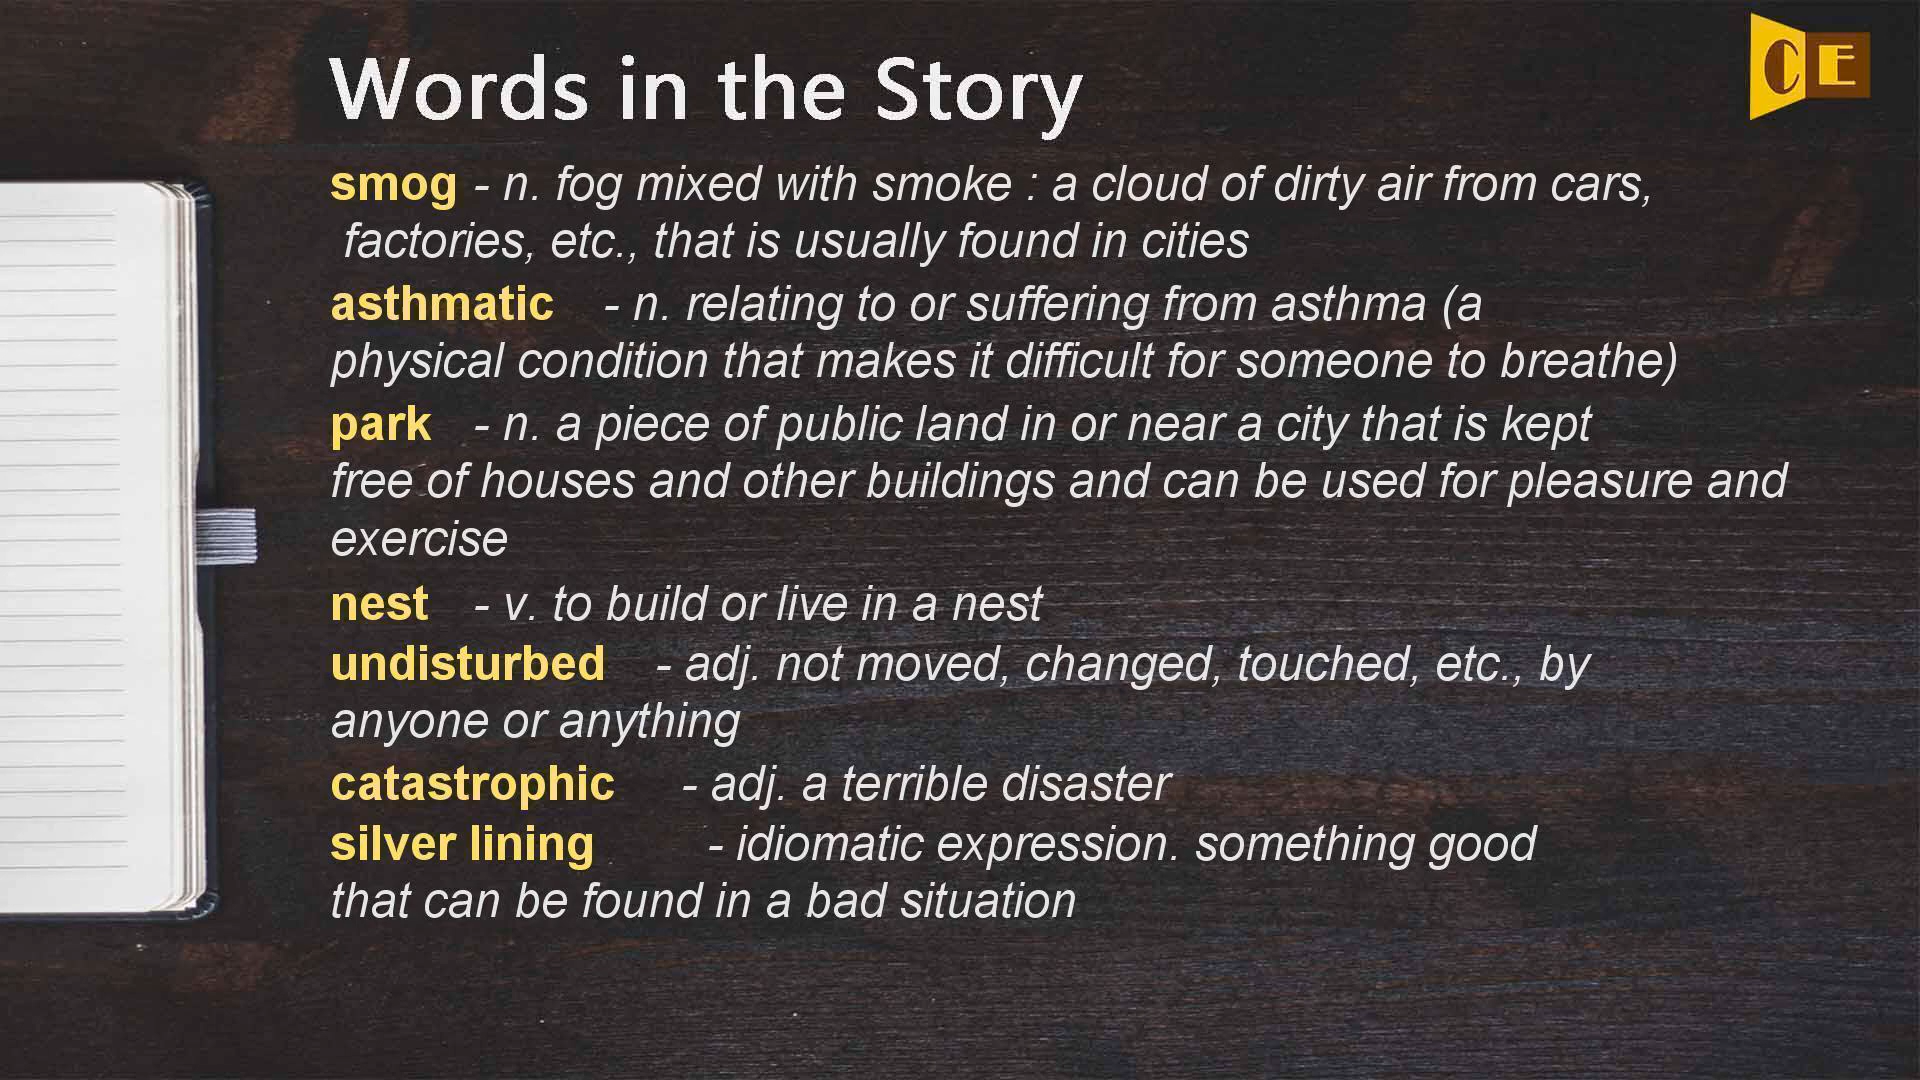 Words in the Story
CE
smog - n. fog mixed with smoke : a cloud of dirty air from cars,
factories, etc., that is usually found in cities
asthmatic - n. relating to or suffering from asthma (a
physical condition that makes it difficult for someone to breathe)
park - n. a piece of public land in or near a city that is kept
free of houses and other buildings and can be used for pleasure and
exercise
nest - v. to build or live in a nest
undisturbed - adj. not moved, changed, touched, etc., by
anyone or anything
catastrophic - adj. a terrible disaster
silver lining - idiomatic expression. something good
that can be found in a bad situation